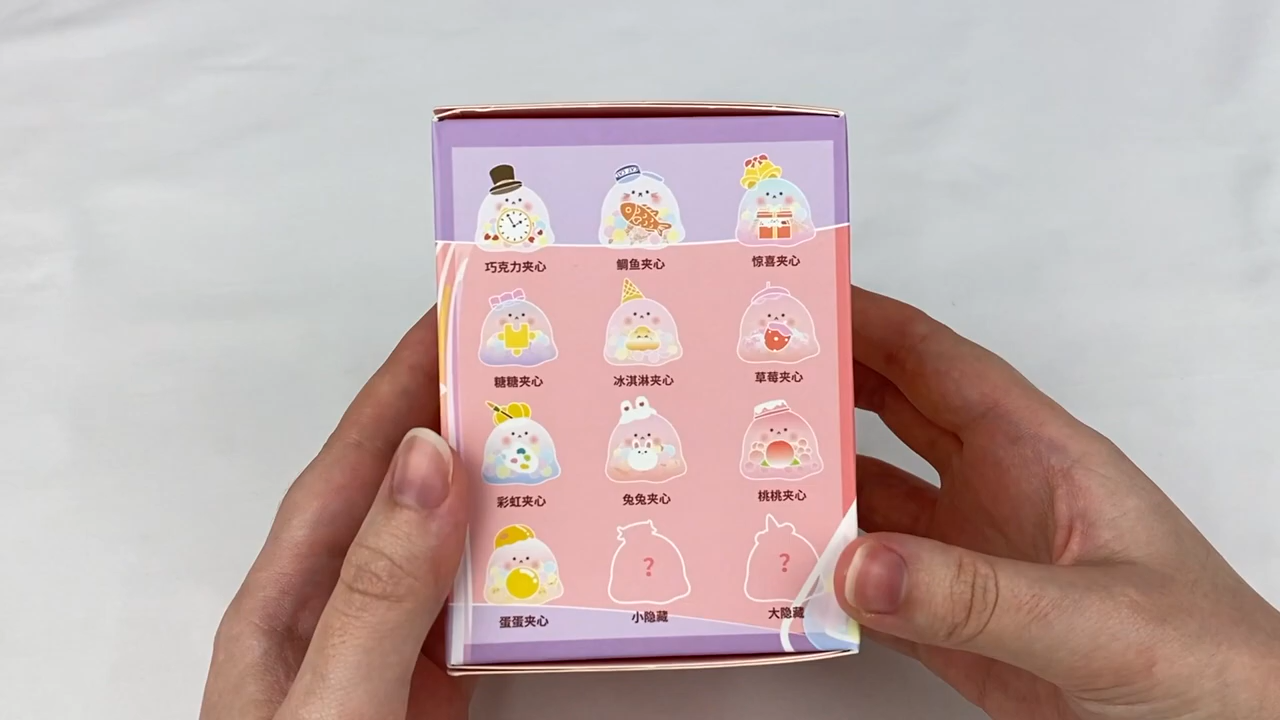 巧克力夹心
鲷鱼夹心
惊喜夹心
糖糖夹心
冰淇淋夹心
草莓夹心
彩虹夹心
兔兔夹心
桃桃夹心
?
?
蛋蛋夹心
小隐藏
大隐藏